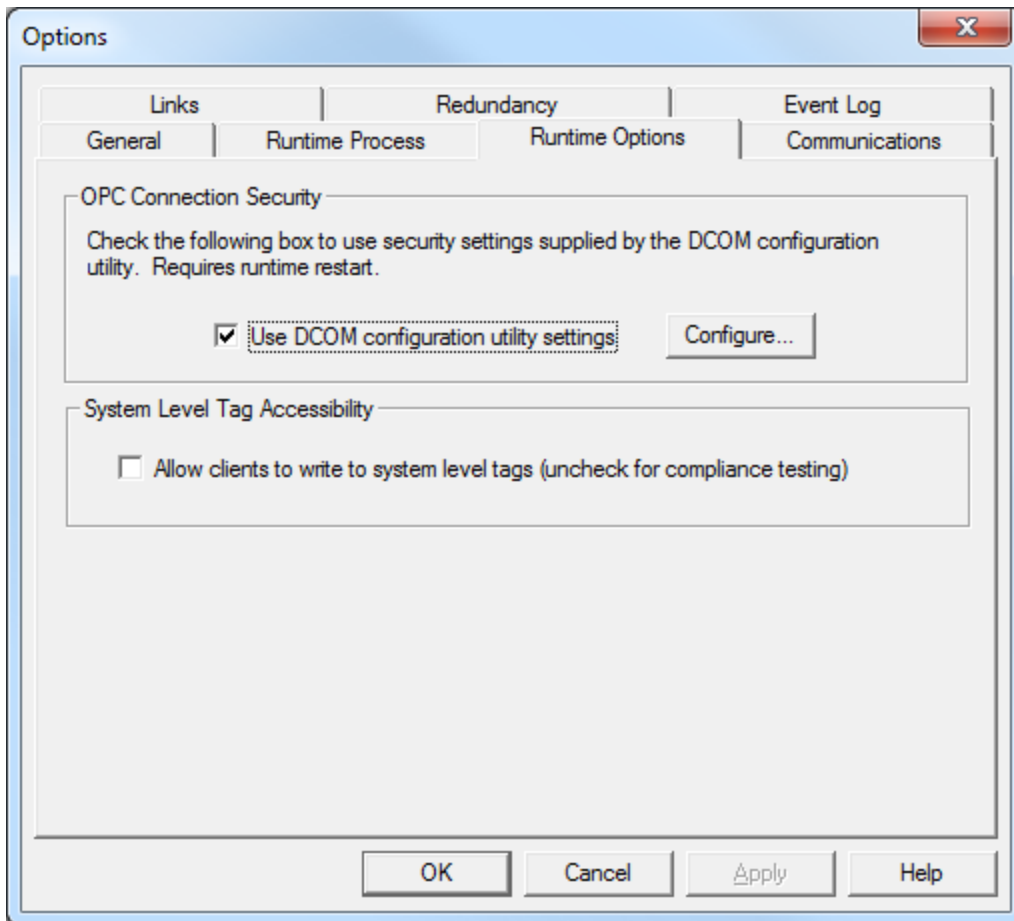 Options
Links Redundancy Event Log
General Runtime Process Runtime Options Communications
OPC Connection Security
Check the following box to use security settings supplied by the DCOM configuration
utility.  Requires runtime restart.
Use DCOM configuration utility settings Configure...
System Level Tag Accessibility
Allow clients to write to system level tags (uncheck for compliance testing)
OK Cancel Apply Help